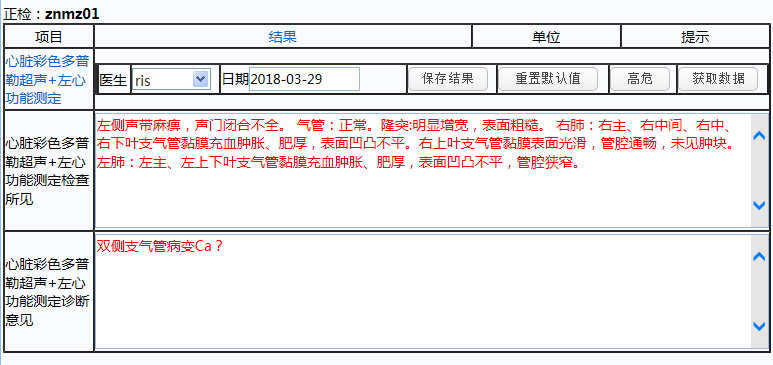 正检：znmz01
项目 结果 单位 提示
心脏彩色多普
勒超声+左心
功能测定
医生 ris 日期 2018-03-29 保存结果 重置默认值 高危 获取数据
心脏彩色多普
勒超声+左心
功能测定检查
所见
左侧声带麻痹，声门闭合不全。 气管：正常。隆突:明显增宽，表面粗糙。 右肺：右主、右中间、右中、
右下叶支气管黏膜充血肿胀、肥厚，表面凹凸不平。右上叶支气管黏膜表面光滑，管腔通畅，未见肿块。
左肺：左主、左上下叶支气管黏膜充血肿胀、肥厚，表面凹凸不平，管腔狭窄。
心脏彩色多普
勒超声+左心
功能测定诊断
意见
双侧支气管病变Ca？